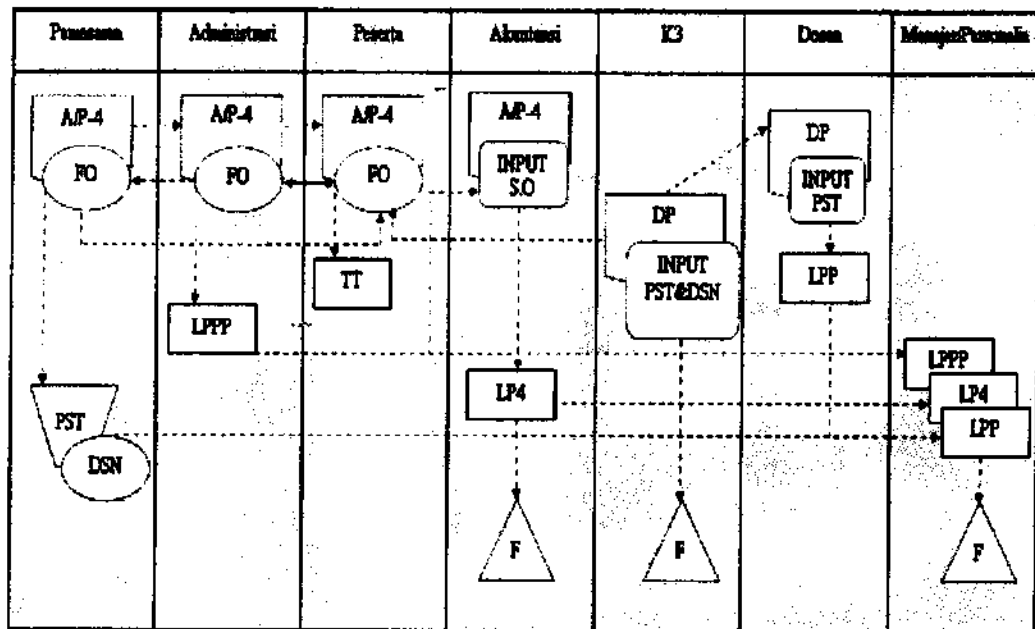 Pemasaran
Administrasi
Peserta
Akuntansi
K3
Dosen
A/P-4
FO
PST
DSN
A/P-4
FO
LPPP
A/P-4
FO
TT
A/P-4
INPUT
S.O
LP4
F
DP
INPUT
PST&DSN
F
DP
INPUT
PST
LPP
LPPP
LP4
LPP
F